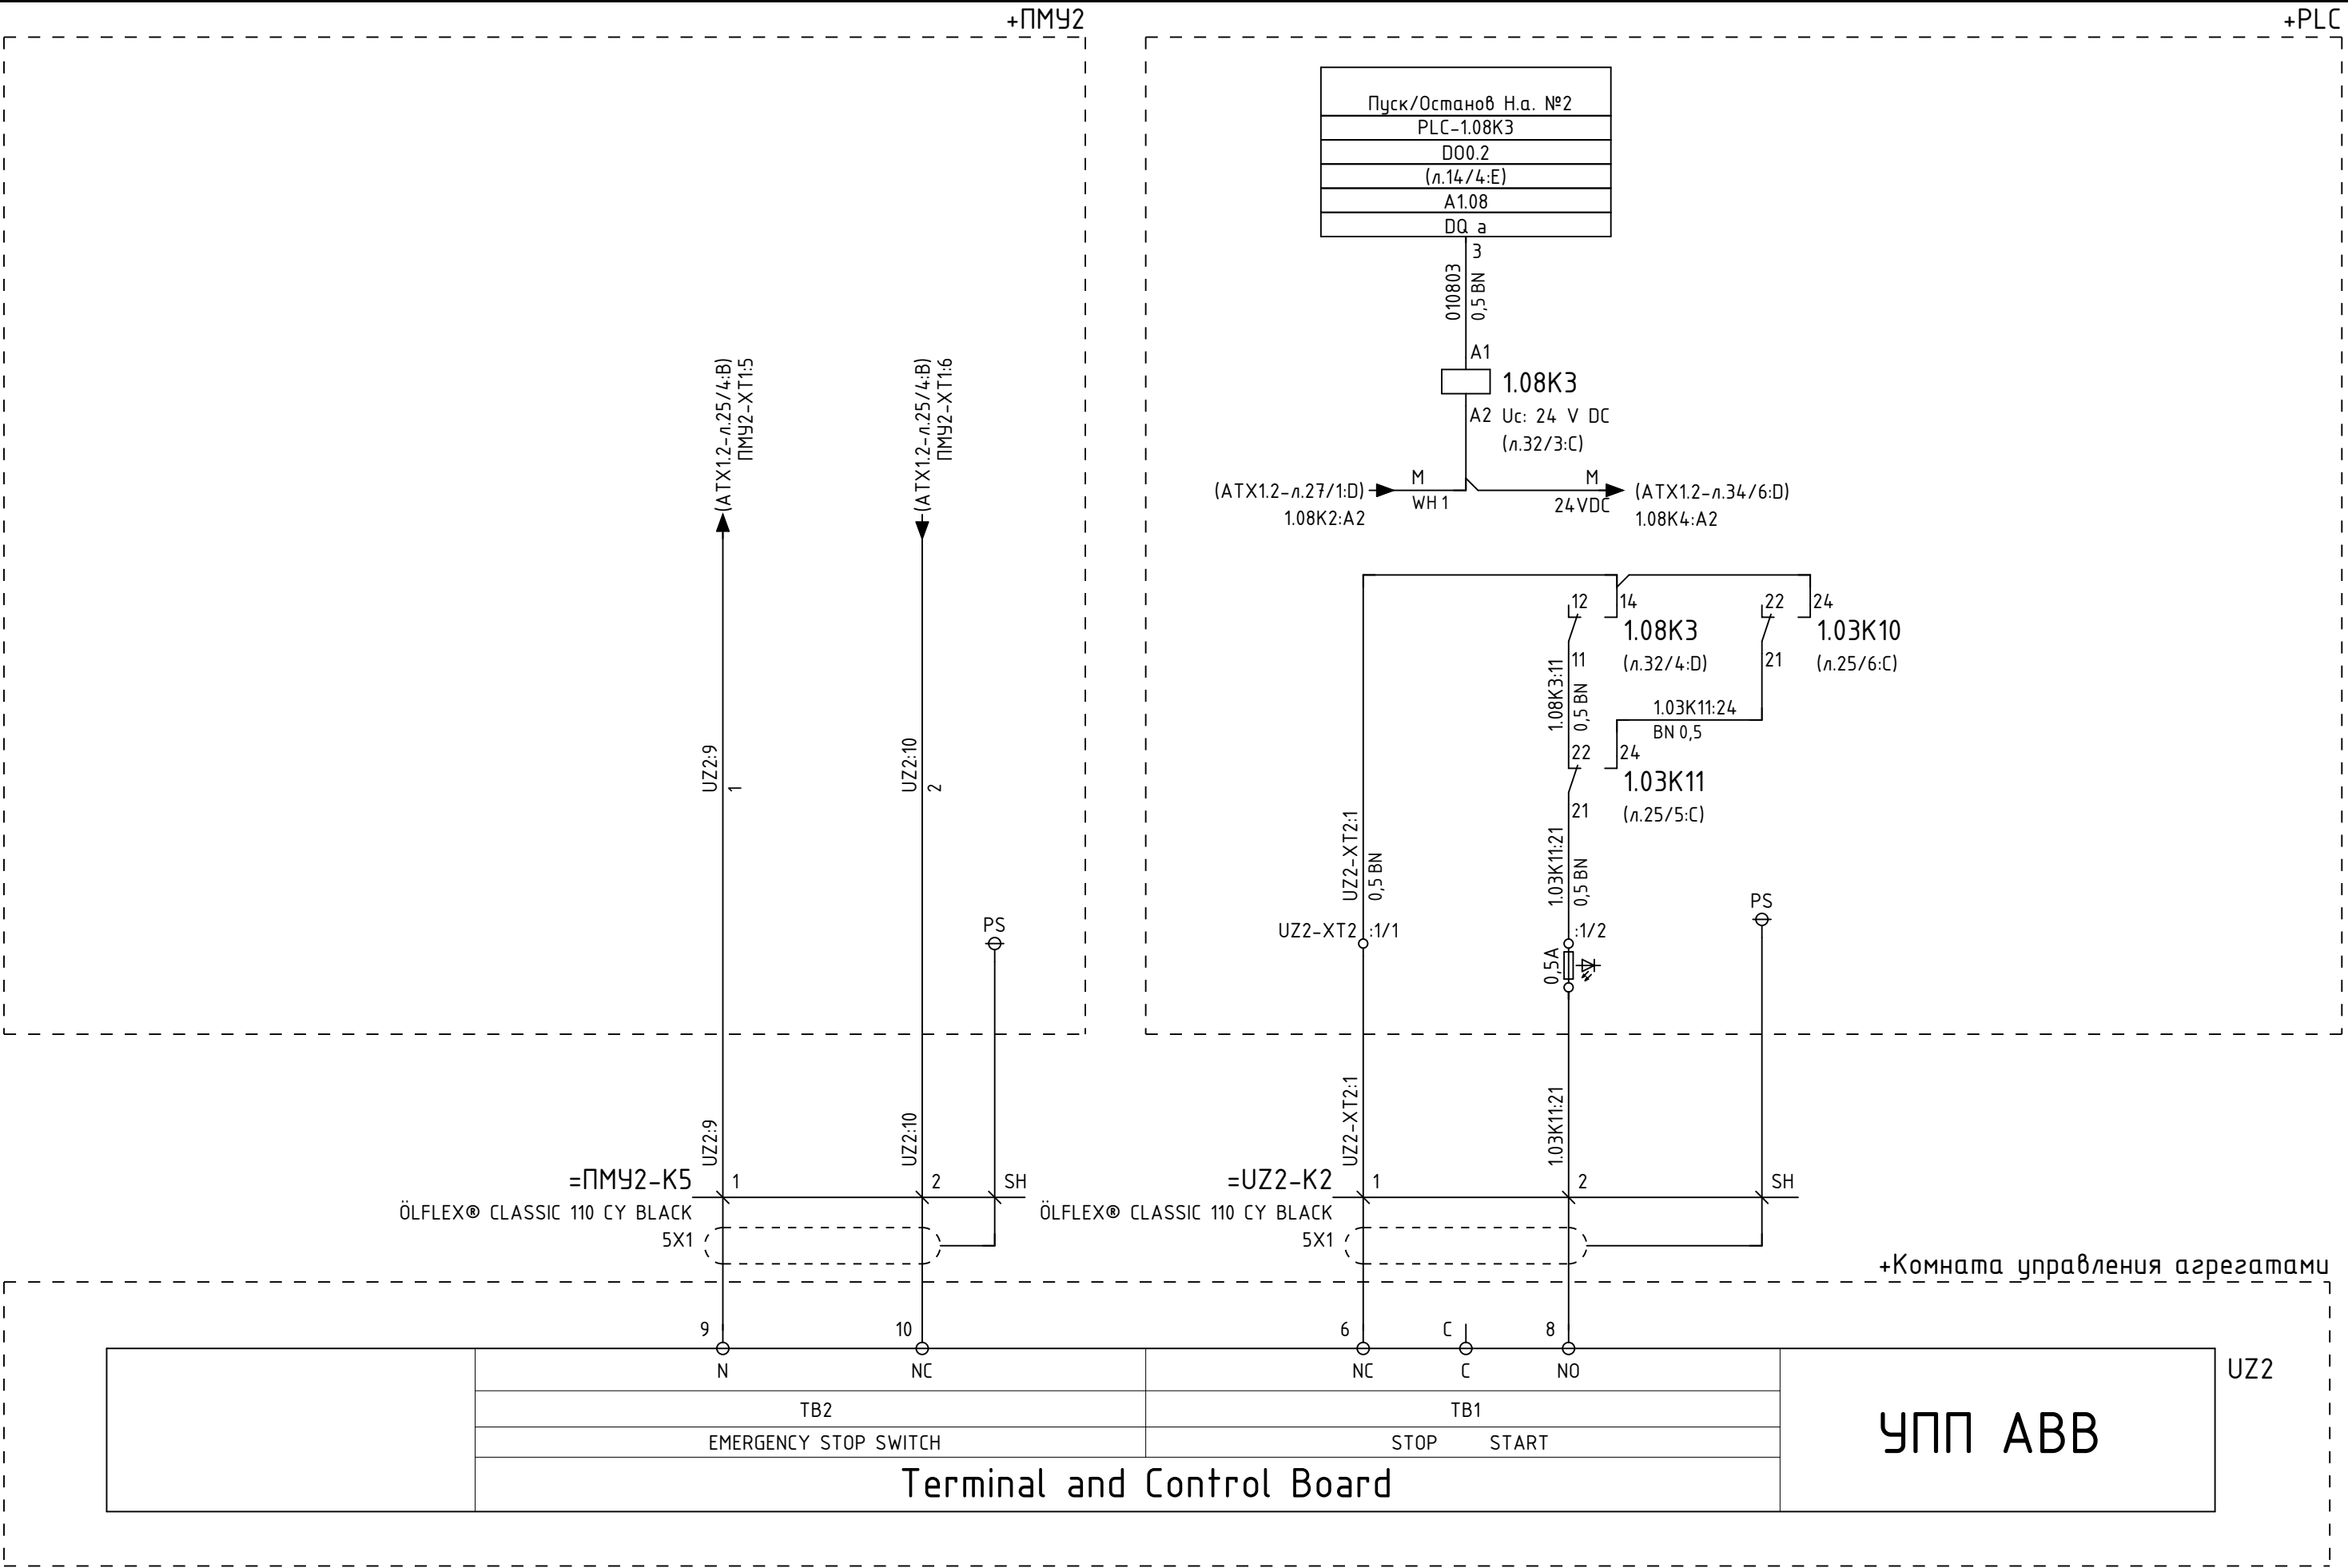 +ПМУ2
+PLC
Пуск/Останов Н.а. №2
PLC-1.08K3
DO0.2
(л.14/4:E)
A1.08
DQ a
3
010803
0,5 BN
A1
1.08K3
A2 Uc: 24 V DC
(л.32/3:C)
(ATX1.2-л.25/4:B)
ПМУ2-XT1:5
(ATX1.2-л.25/4:B)
ПМУ2-XT1:6
(ATX1.2-л.27/1:D)
1.08K2:A2
M
WH 1
M
24VDC
(ATX1.2-л.34/6:D)
1.08K4:A2
12
14
22
24
1.08K3
1.03K10
(л.32/4:D)
(л.25/6:C)
11
21
1.08K3:11
0,5 BN
1.03K11:24
BN 0,5
22
24
1.03K11
(л.25/5:C)
21
UZ2:9
1
UZ2:10
2
UZ2-XT2:1
0,5 BN
1.03K11:21
0,5 BN
PS
PS
UZ2-XT2 :1/1
:1/2
0,5A
UZ2:9
UZ2:10
UZ2-XT2:1
1.03K11:21
=ПМУ2-K5
1
2
SH
ÖLFLEX® CLASSIC 110 CY BLACK
5X1
=UZ2-K2
1
2
SH
ÖLFLEX® CLASSIC 110 CY BLACK
5X1
+Комната управления агрегатами
9
10
6
C
8
N
NC
NC
C
NO
UZ2
TB2
TB1
EMERGENCY STOP SWITCH
STOP START
Terminal and Control Board
УПП ABB